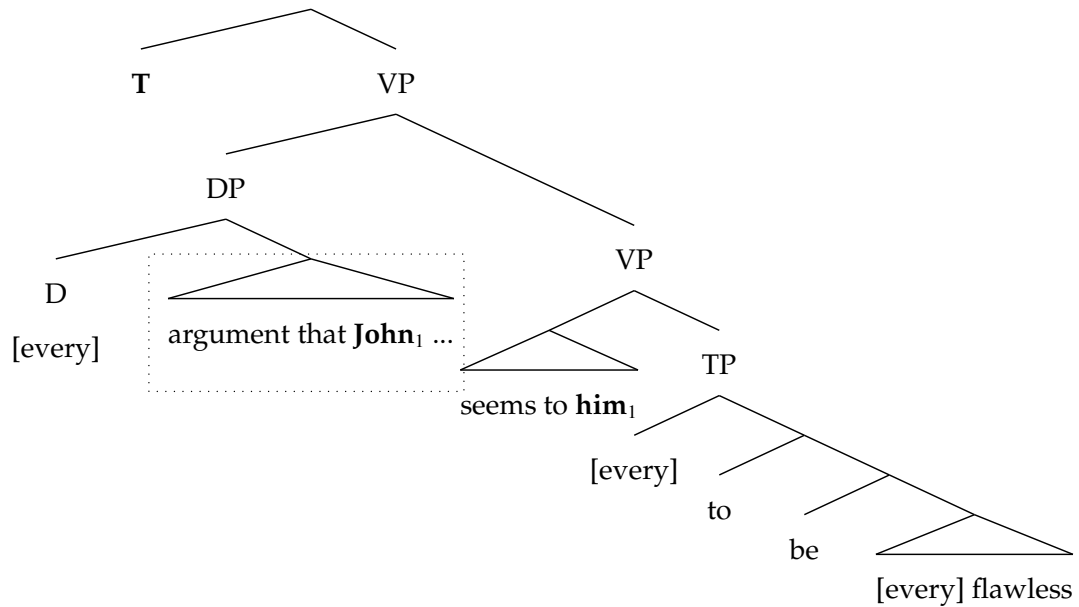 T VP
DP
VP
D
argument that John₁ ...
[every]
TP
seems to him₁
[every]
to
be
[every] flawless